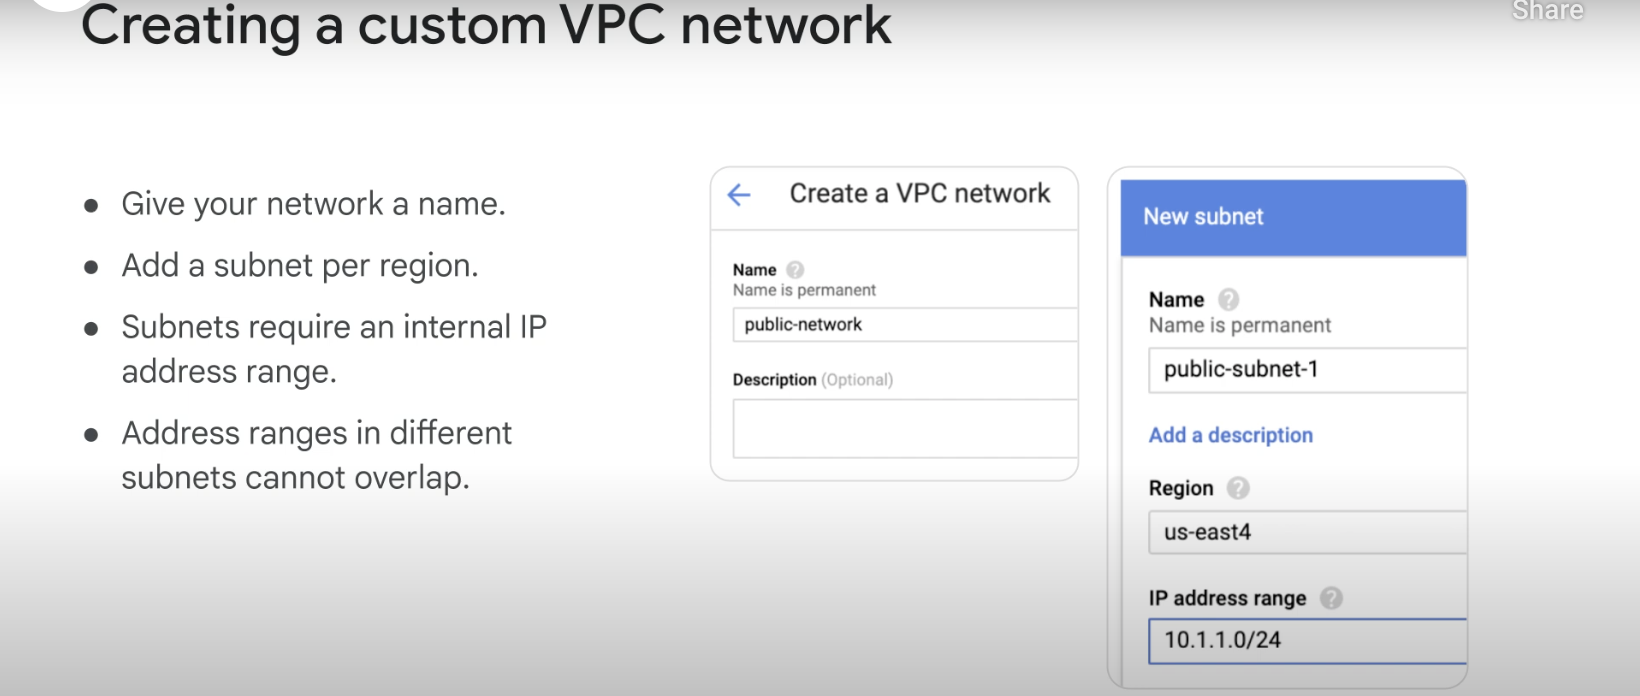 Creating a custom VPC network
Share
• Give your network a name.
• Add a subnet per region.
• Subnets require an internal IP
address range.
• Address ranges in different
subnets cannot overlap.
Create a VPC network
Name ?
Name is permanent
public-network
Description (Optional)
New subnet
Name ?
Name is permanent
public-subnet-1
Add a description
Region ?
us-east4
IP address range ?
10.1.1.0/24